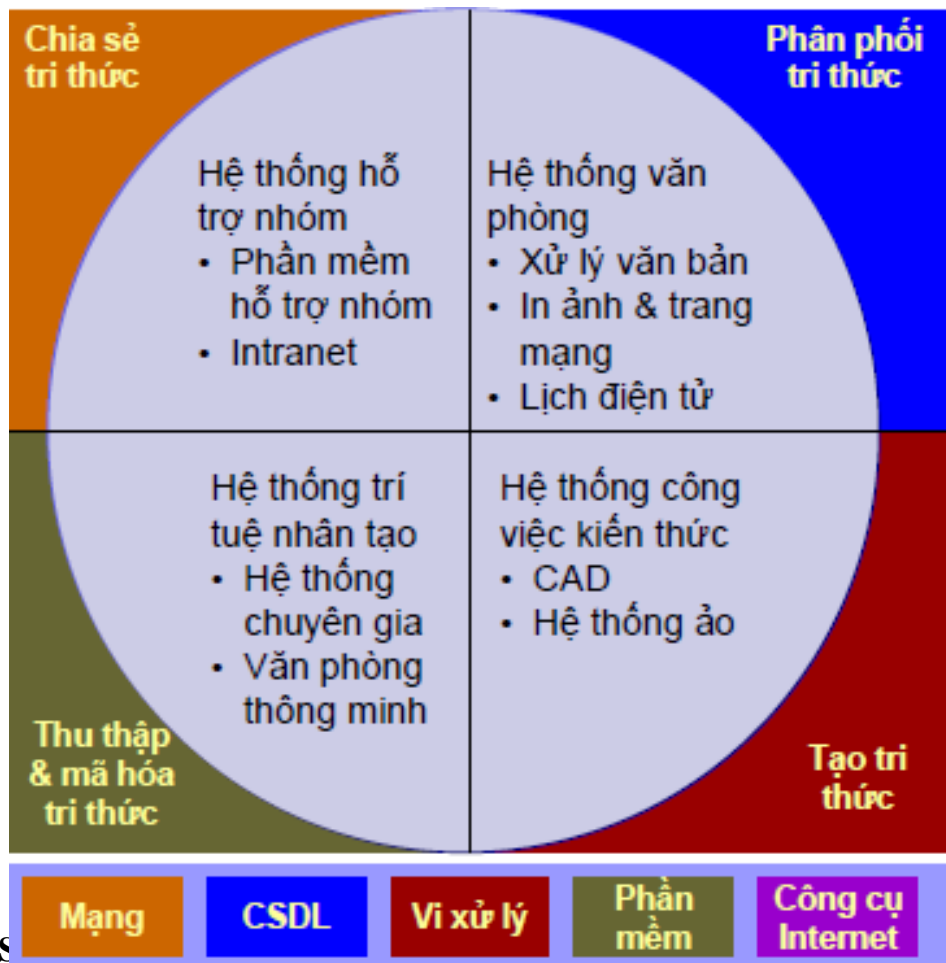 Chia sẻ
tri thức
Phân phối
tri thức
Hệ thống hỗ
trợ nhóm
• Phần mềm
hỗ trợ nhóm
• Intranet
Hệ thống văn
phòng
• Xử lý văn bản
• In ảnh & trang
mạng
• Lịch điện tử
Hệ thống trí
tuệ nhân tạo
• Hệ thống
chuyên gia
• Văn phòng
thông minh
Hệ thống công
việc kiến thức
• CAD
• Hệ thống ảo
Thu thập
& mã hóa
tri thức
Tạo tri
thức
Mạng
CSDL
Vi xử lý
Phần
mềm
Công cụ
Internet